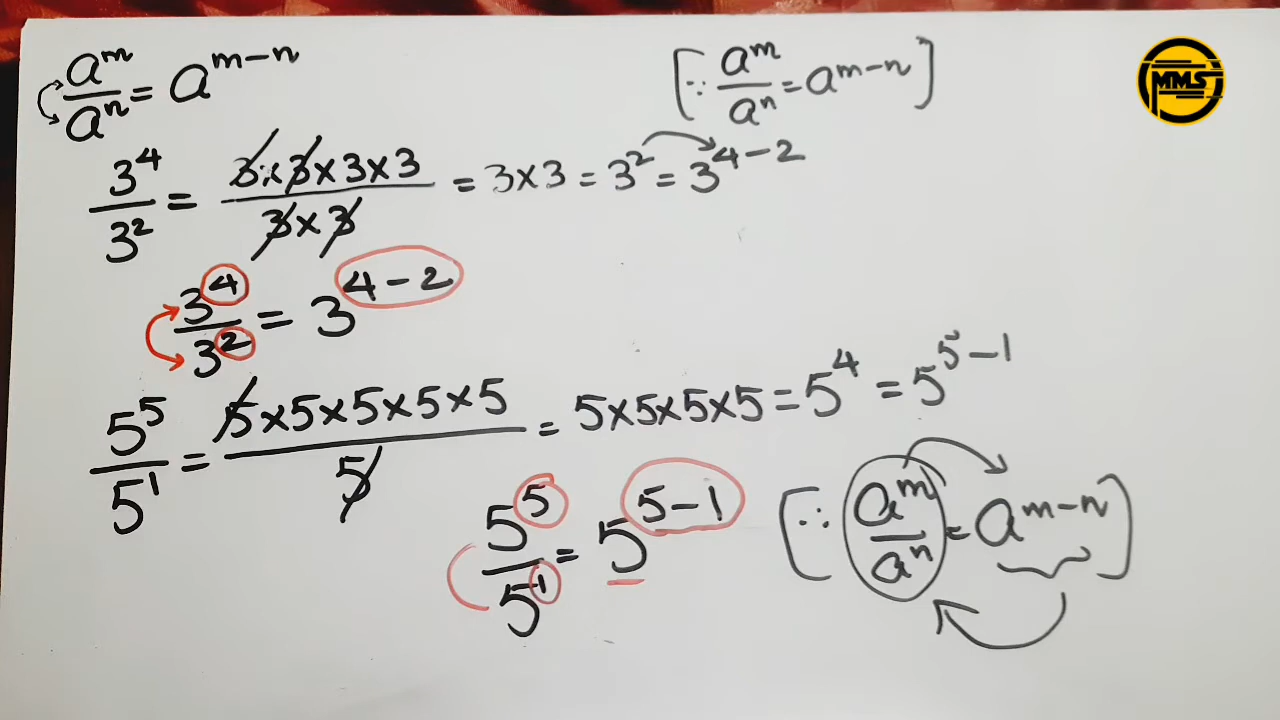 a^m/a^n = a^(m-n)
[∵ a^m/a^n = a^(m-n)]
MMS
3^4/3^2 = (3×3×3×3)/(3×3) = 3×3 = 3^2 = 3^(4-2)
3^4/3^2 = 3^(4-2)
5^5/5^1 = (5×5×5×5×5)/5 = 5×5×5×5 = 5^4 = 5^(5-1)
5^5/5^1 = 5^(5-1)
[∵ a^m/a^n = a^(m-n)]